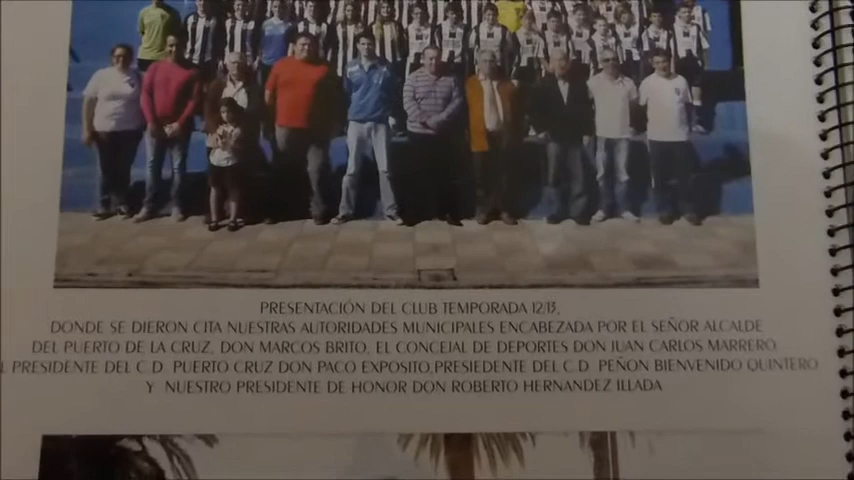 PRESENTACIÓN DEL CLUB TEMPORADA 12/13,
DONDE SE DIERON CITA NUESTRAS AUTORIDADES MUNICIPALES ENCABEZADA POR EL SEÑOR ALCALDE
DEL PUERTO DE LA CRUZ, DON MARCOS BRITO, EL CONCEJAL DE DEPORTES DON JUAN CARLOS MARRERO,
L PRESIDENTE DEL C.D PUERTO CRUZ DON PACO EXPOSITO,PRESIEDENTE DEL C.D PEÑON BIENVENIDO QUINTERO
Y NUESTRO PRESIDENTE DE HONOR DON ROBERTO HERNANDEZ ILLADA